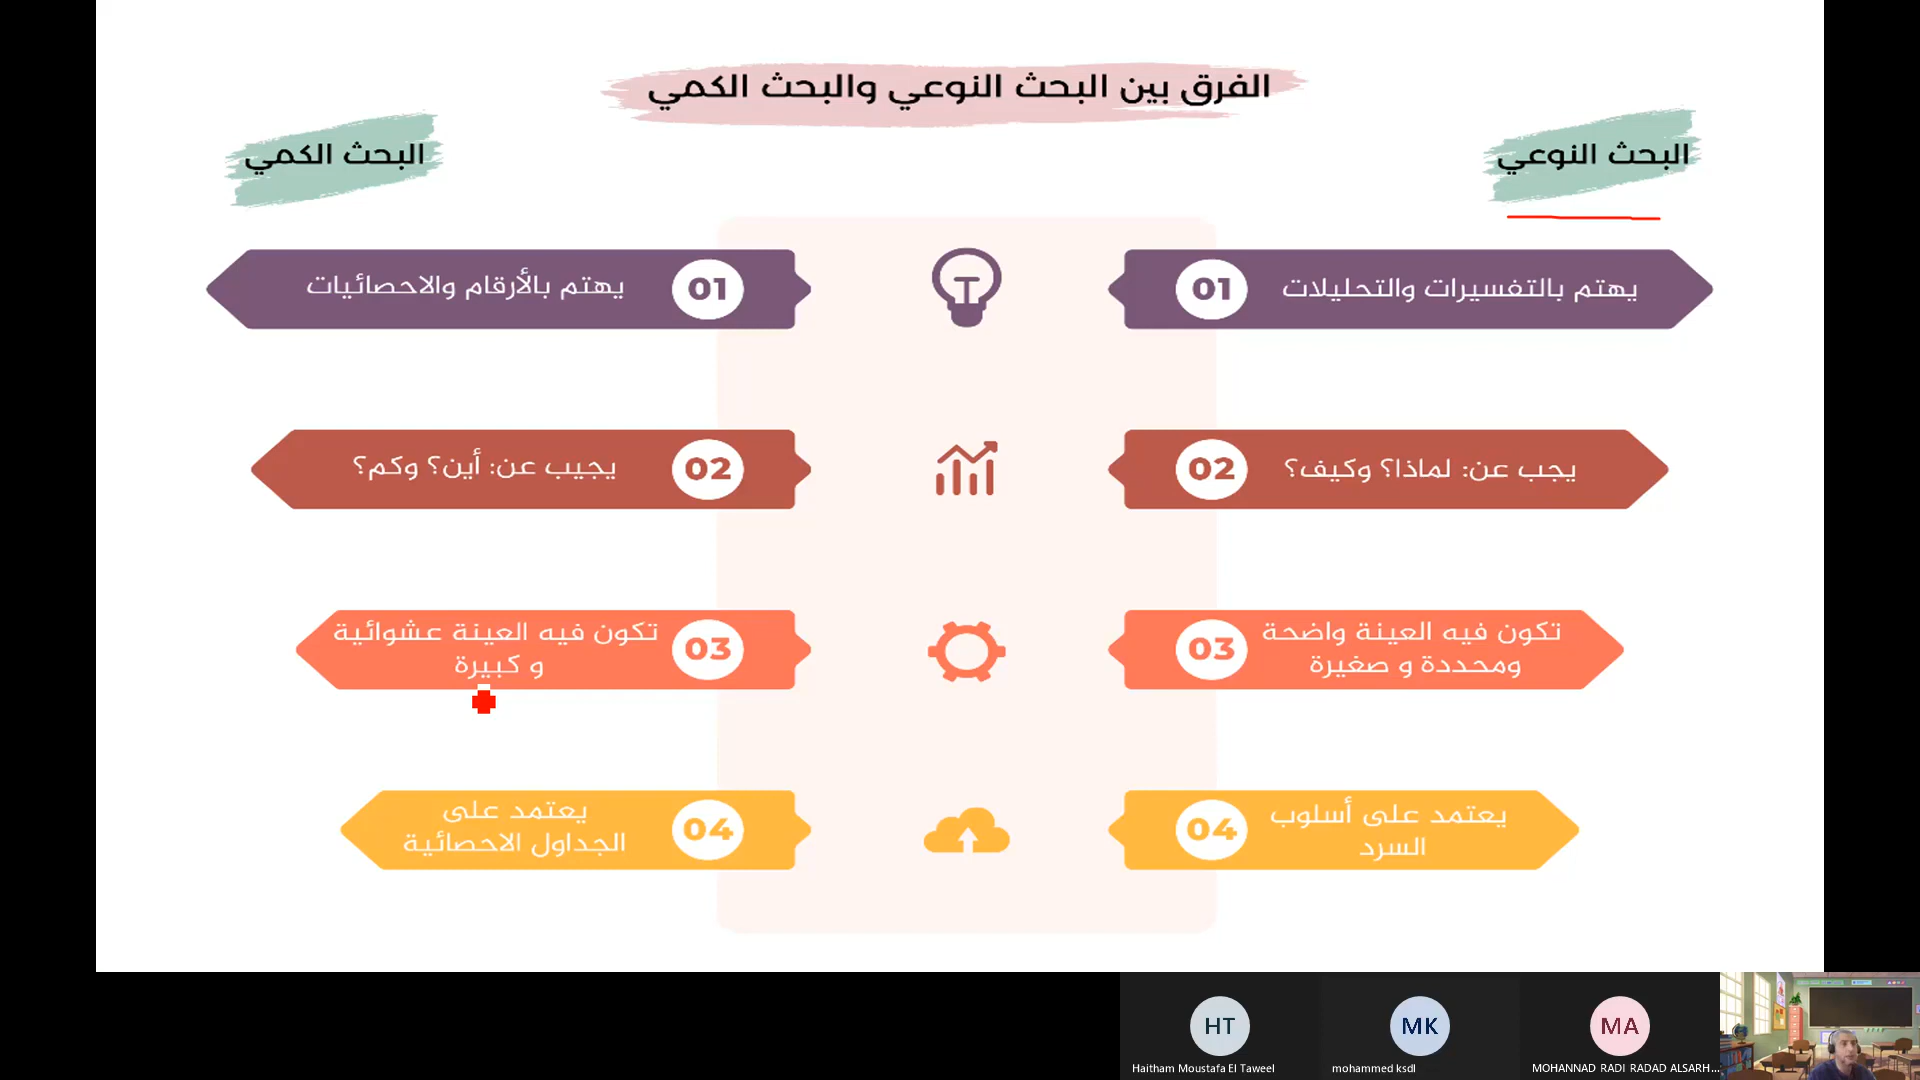 الفرق بين البحث النوعي والبحث الكمي
البحث النوعي
البحث الكمي
01
يهتم بالتفسيرات والتحليلات
01
يهتم بالأرقام والاحصائيات
02
يجب عن: لماذا؟ وكيف؟
02
يجيب عن: أين؟ وكم؟
03
تكون فيه العينة واضحة
ومحددة و صغيرة
03
تكون فيه العينة عشوائية
و كبيرة
04
يعتمد على أسلوب
السرد
04
يعتمد على
الجداول الاحصائية
HT
Haitham Moustafa El Taweel
MK
mohammed ksdl
MA
MOHANNAD RADI RADAD ALSARH...